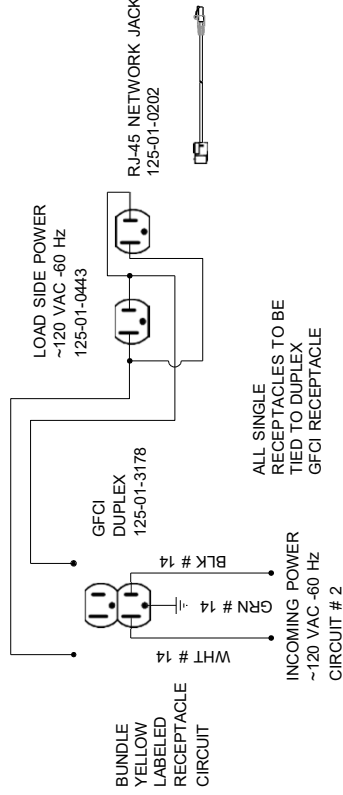 BUNDLE
YELLOW
LABELED
RECEPTACLE
CIRCUIT
GFCI
DUPLEX
125-01-3178
WHT # 14
GRN # 14
BLK # 14
INCOMING POWER
~120 VAC -60 Hz
CIRCUIT # 2
LOAD SIDE POWER
~120 VAC -60 Hz
125-01-0443
ALL SINGLE
RECEPTACLES TO BE
TIED TO DUPLEX
GFCI RECEPTACLE
RJ-45 NETWORK JACK
125-01-0202